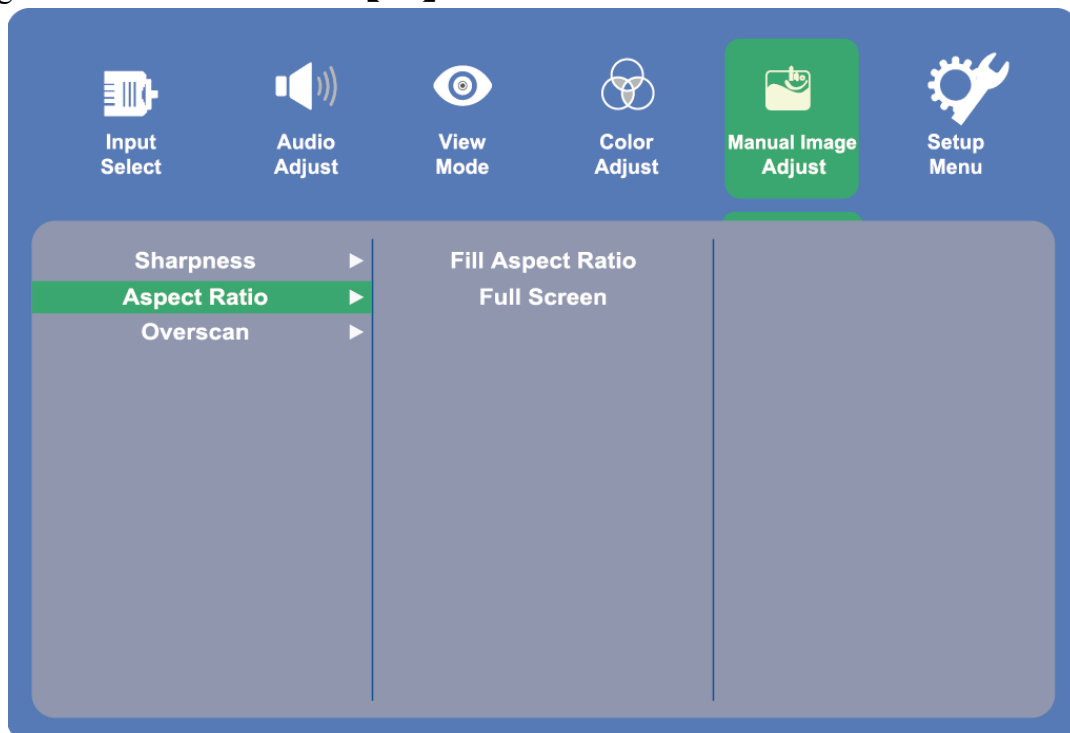 Input
Select
Audio
Adjust
View
Mode
Color
Adjust
Manual Image
Adjust
Setup
Menu
Sharpness
Aspect Ratio
Overscan
Fill Aspect Ratio
Full Screen